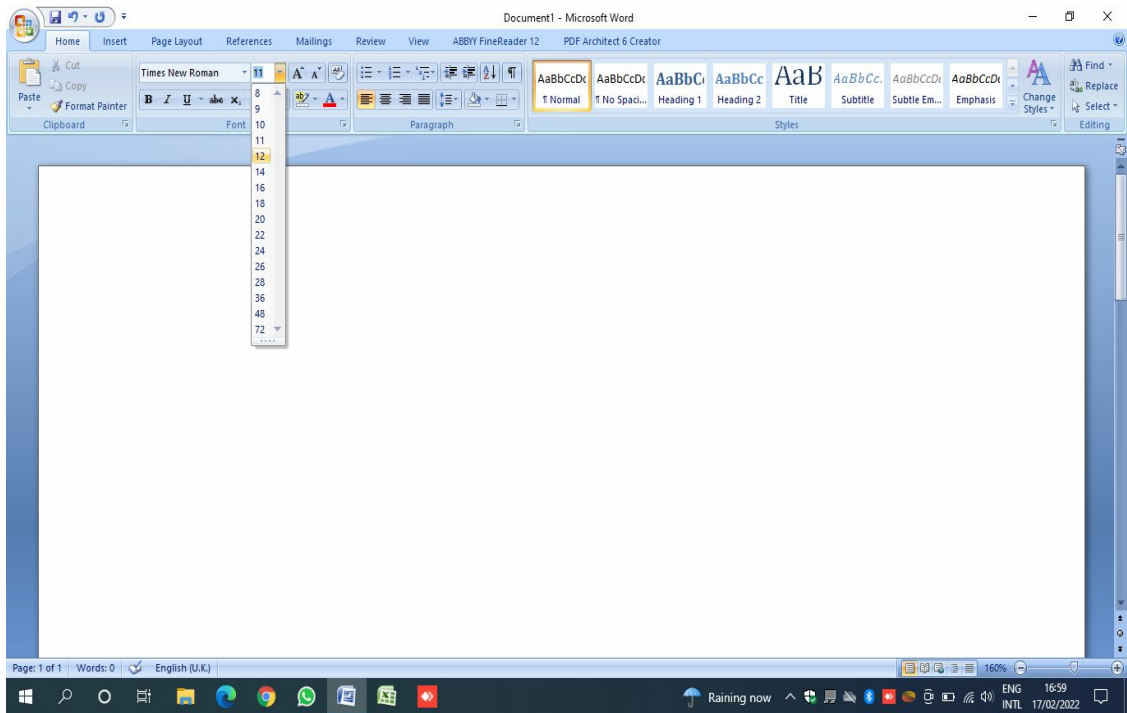 Document1 - Microsoft Word
Home Insert Page Layout References Mailings Review View ABBYY FineReader 12 PDF Architect 6 Creator
Paste
Cut
Copy
Format Painter
Clipboard
Times New Roman 11
B I U abe X,
Font
Paragraph
AaBbCcDc AaBbCcDc AaBbC AaBbCc AaB AaBbCc. AaBbCcDc AaBbCcDc
¶ Normal ¶ No Spaci... Heading 1 Heading 2 Title Subtitle Subtle Em... Emphasis
Change
Styles
Styles
Find
Replace
Select
Editing
8
9
10
11
12
14
16
18
20
22
24
26
28
36
48
72
Page: 1 of 1 Words: 0 English (U.K.) 160%
Raining now ENG 16:59
INTL 17/02/2022